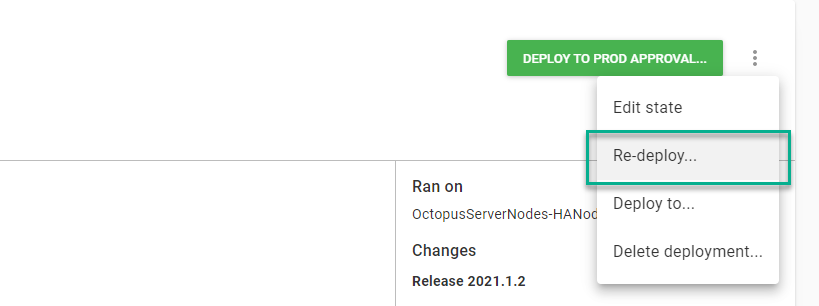 DEPLOY TO PROD APPROVAL...
Edit state
Re-deploy...
Deploy to...
Delete deployment...
Ran on
OctopusServerNodes-HANod
Changes
Release 2021.1.2